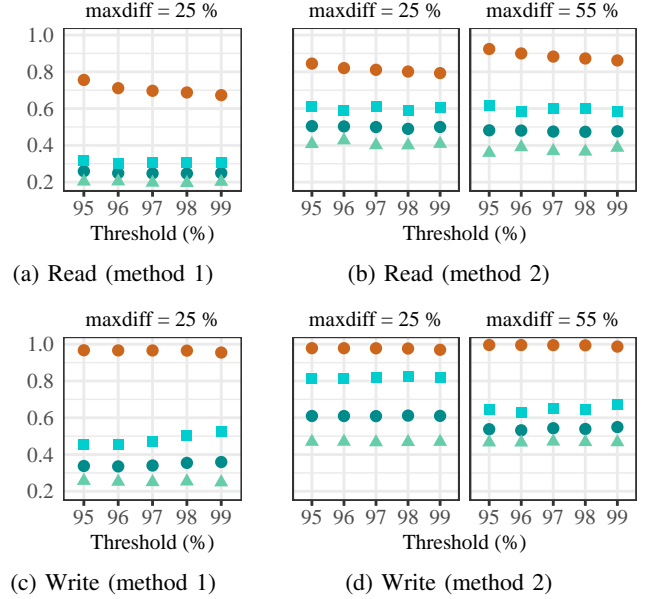 maxdiff = 25 %
maxdiff = 25 %
maxdiff = 55 %
1.0
0.8
0.6
0.4
0.2
95 96 97 98 99
95 96 97 98 99
95 96 97 98 99
Threshold (%)
Threshold (%)
(a) Read (method 1)
(b) Read (method 2)
maxdiff = 25 %
maxdiff = 25 %
maxdiff = 55 %
1.0
0.8
0.6
0.4
0.2
95 96 97 98 99
95 96 97 98 99
95 96 97 98 99
Threshold (%)
Threshold (%)
(c) Write (method 1)
(d) Write (method 2)